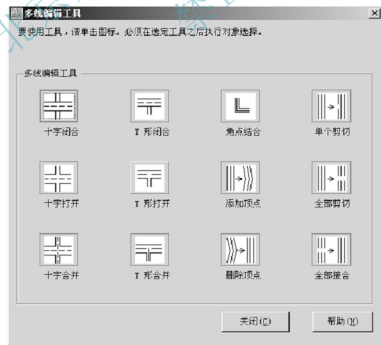 多线编辑工具
要使用工具，请单击图标。必须在选定工具之后执行对象选择。
多线编辑工具
十字闭合 T 形闭合 角点结合 单个剪切
十字打开 T 形打开 添加顶点 全部剪切
十字合并 T 形合并 删除顶点 全部接合
关闭(C) 帮助(H)